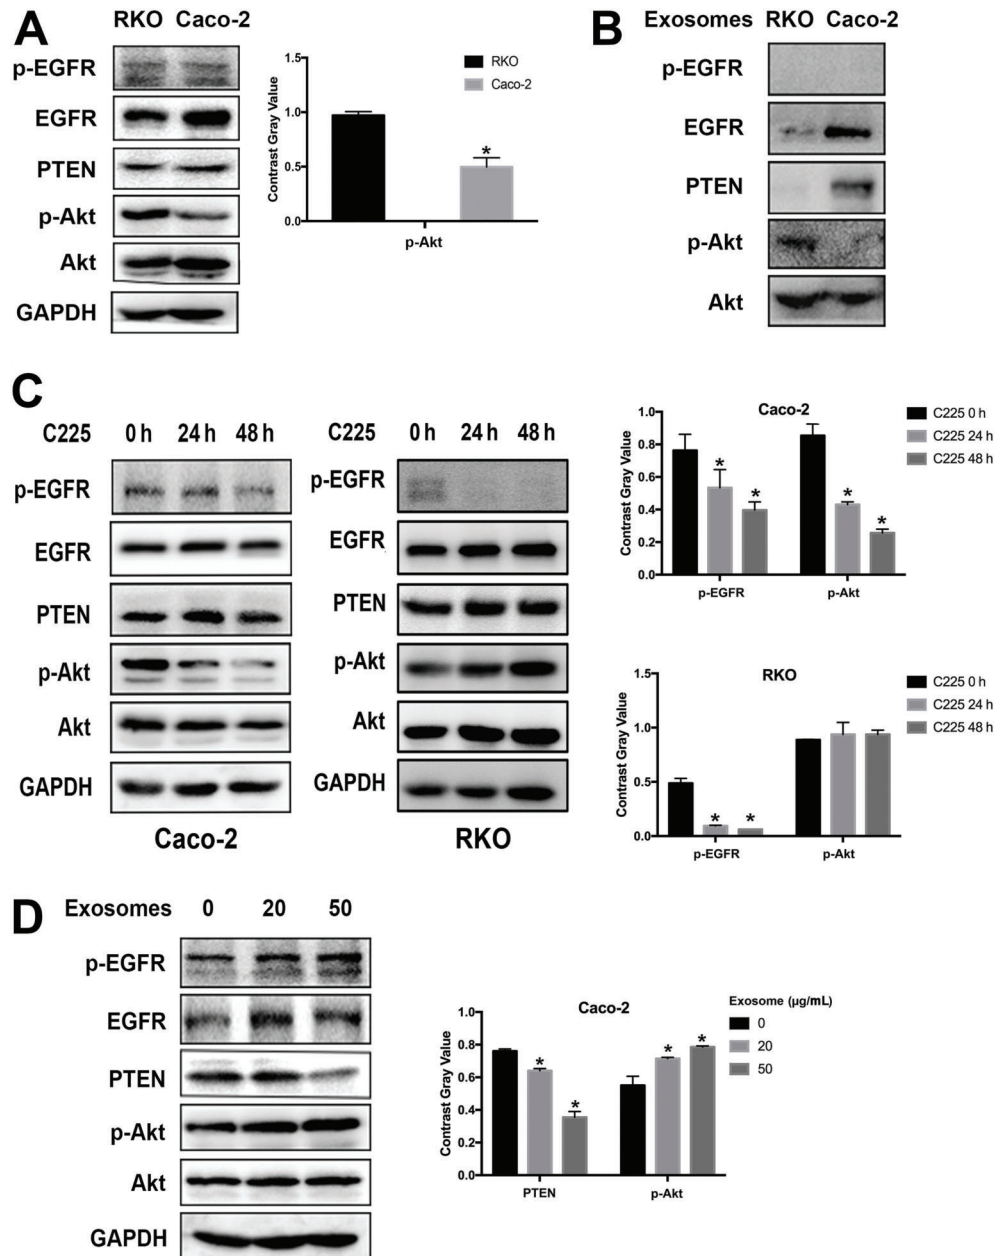 A
RKO Caco-2
p-EGFR
EGFR
PTEN
p-Akt
Akt
GAPDH
Contrast Gray Value
1.5
1.0
0.5
0.0
*
p-Akt
RKO
Caco-2
B
Exosomes RKO Caco-2
p-EGFR
EGFR
PTEN
p-Akt
Akt
C
C225 0 h 24 h 48 h
p-EGFR
EGFR
PTEN
p-Akt
Akt
GAPDH
Caco-2
C225 0 h 24 h 48 h
p-EGFR
EGFR
PTEN
p-Akt
Akt
GAPDH
RKO
Caco-2
Contrast Gray Value
1.0
0.8
0.6
0.4
0.2
0.0
* * * *
p-EGFR p-Akt
C225 0 h
C225 24 h
C225 48 h
RKO
Contrast Gray Value
1.5
1.0
0.5
0.0
* *
p-EGFR p-Akt
C225 0 h
C225 24 h
C225 48 h
D
Exosomes 0 20 50
p-EGFR
EGFR
PTEN
p-Akt
Akt
GAPDH
Caco-2
Contrast Gray Value
1.0
0.8
0.6
0.4
0.2
0.0
* * * *
PTEN p-Akt
Exosome (μg/mL)
0
20
50